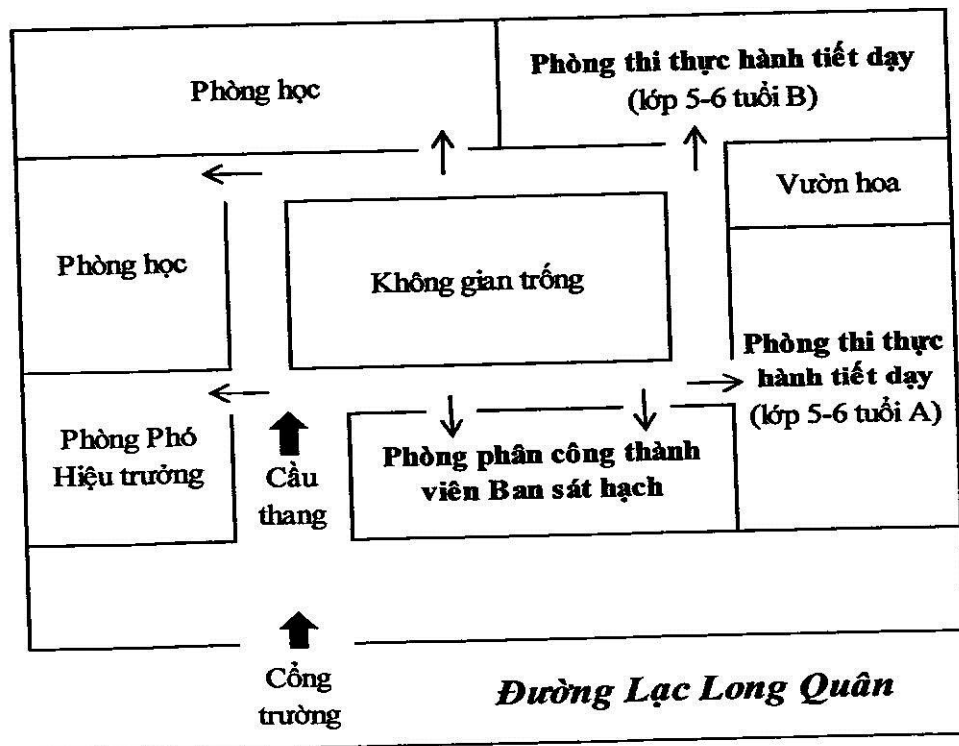 Phòng học
Phòng thi thực hành tiết dạy
(lớp 5-6 tuổi B)
Vườn hoa
Phòng học
Không gian trống
Phòng thi thực
hành tiết dạy
(lớp 5-6 tuổi A)
Phòng Phó
Hiệu trưởng
Cầu
thang
Phòng phân công thành
viên Ban sát hạch
Cổng
trường
Đường Lạc Long Quân